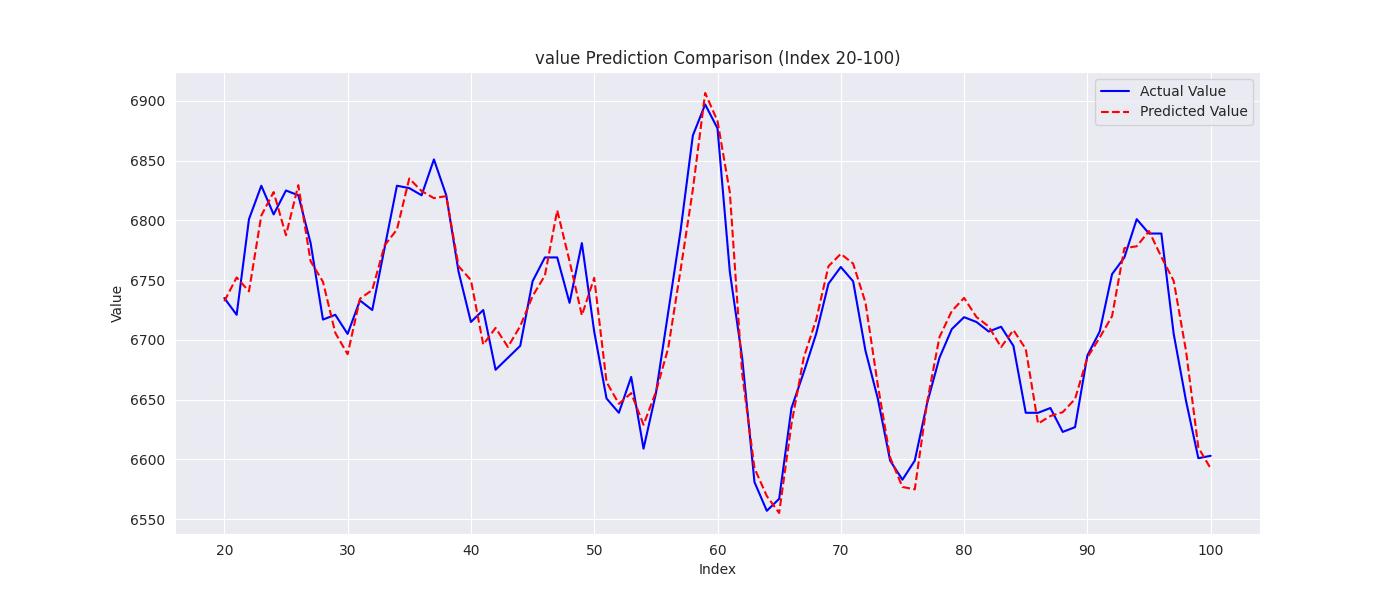 value Prediction Comparison (Index 20-100)
Actual Value
Predicted Value
6900
6850
6800
6750
6700
6650
6600
6550
Value
20 30 40 50 60 70 80 90 100
Index